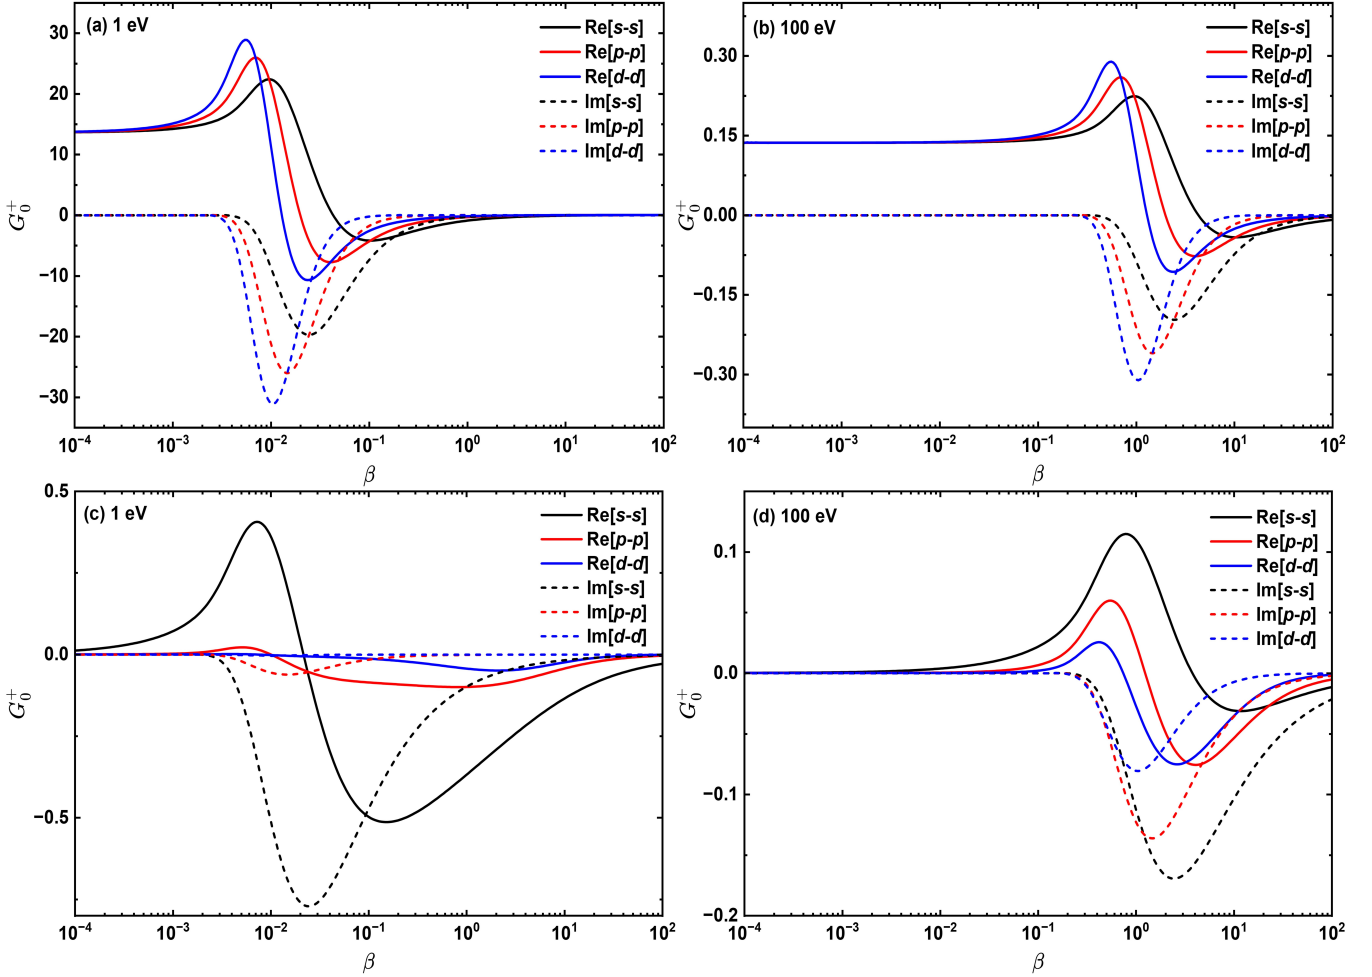 (a) 1 eV
Re[s-s]
Re[p-p]
Re[d-d]
Im[s-s]
Im[p-p]
Im[d-d]
30
20
10
0
−10
−20
−30
G₀⁺
10⁻⁴ 10⁻³ 10⁻² 10⁻¹ 10⁰ 10¹ 10²
β
(b) 100 eV
Re[s-s]
Re[p-p]
Re[d-d]
Im[s-s]
Im[p-p]
Im[d-d]
0.30
0.15
0.00
−0.15
−0.30
G₀⁺
10⁻⁴ 10⁻³ 10⁻² 10⁻¹ 10⁰ 10¹ 10²
β
(c) 1 eV
Re[s-s]
Re[p-p]
Re[d-d]
Im[s-s]
Im[p-p]
Im[d-d]
0.5
0.0
−0.5
G₀⁺
10⁻⁴ 10⁻³ 10⁻² 10⁻¹ 10⁰ 10¹ 10²
β
(d) 100 eV
Re[s-s]
Re[p-p]
Re[d-d]
Im[s-s]
Im[p-p]
Im[d-d]
0.1
0.0
−0.1
−0.2
G₀⁺
10⁻⁴ 10⁻³ 10⁻² 10⁻¹ 10⁰ 10¹ 10²
β